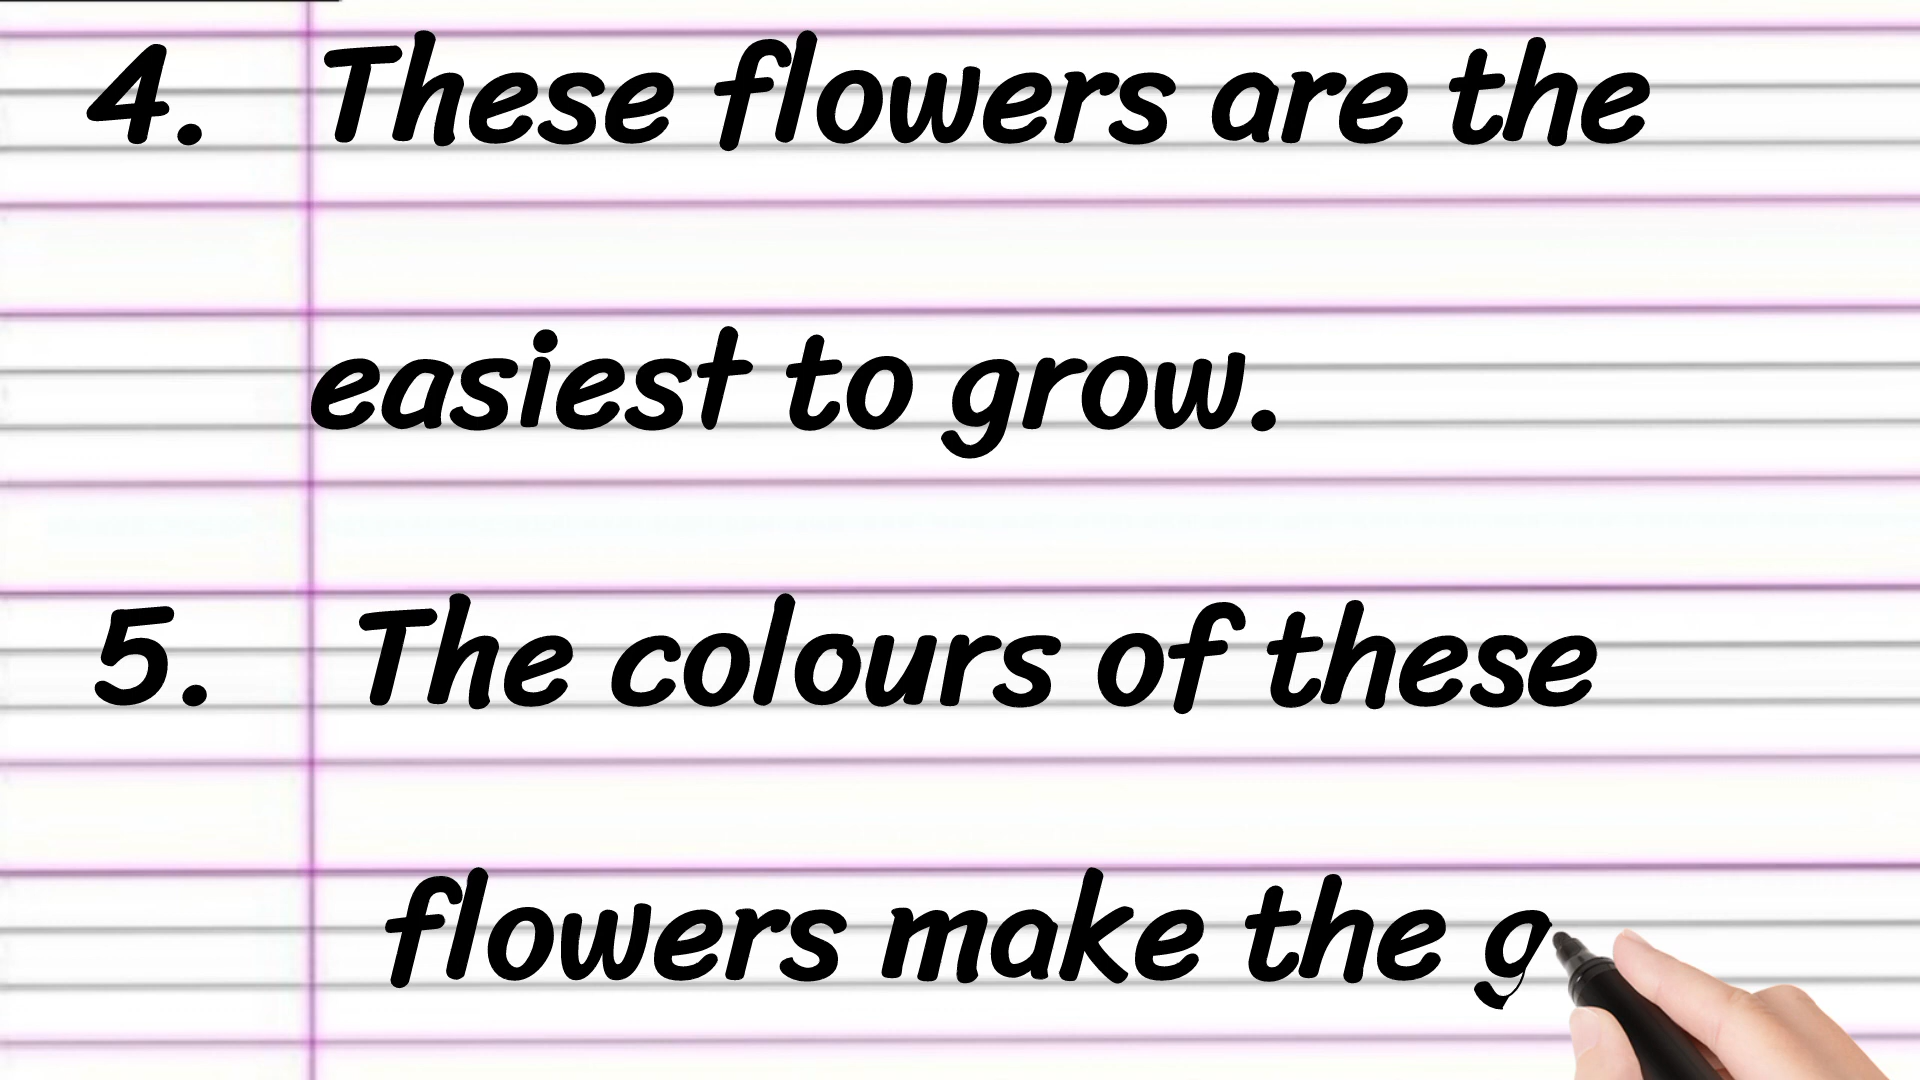 4. These flowers are the
easiest to grow.
5. The colours of these
flowers make the g